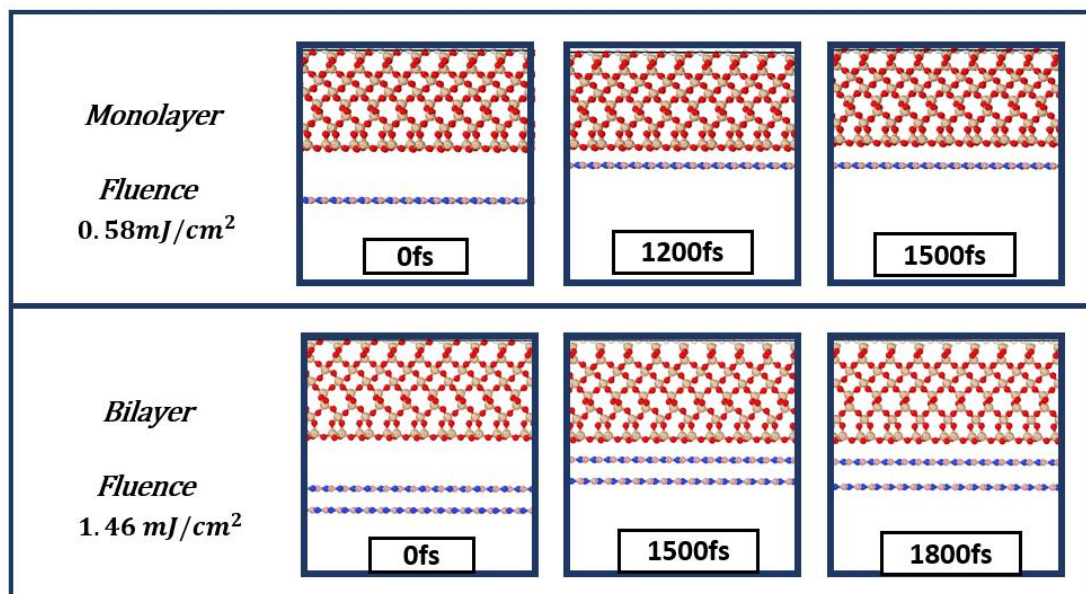 Monolayer
Fluence
0.58mJ/cm²
0fs
1200fs
1500fs
Bilayer
Fluence
1.46 mJ/cm²
0fs
1500fs
1800fs